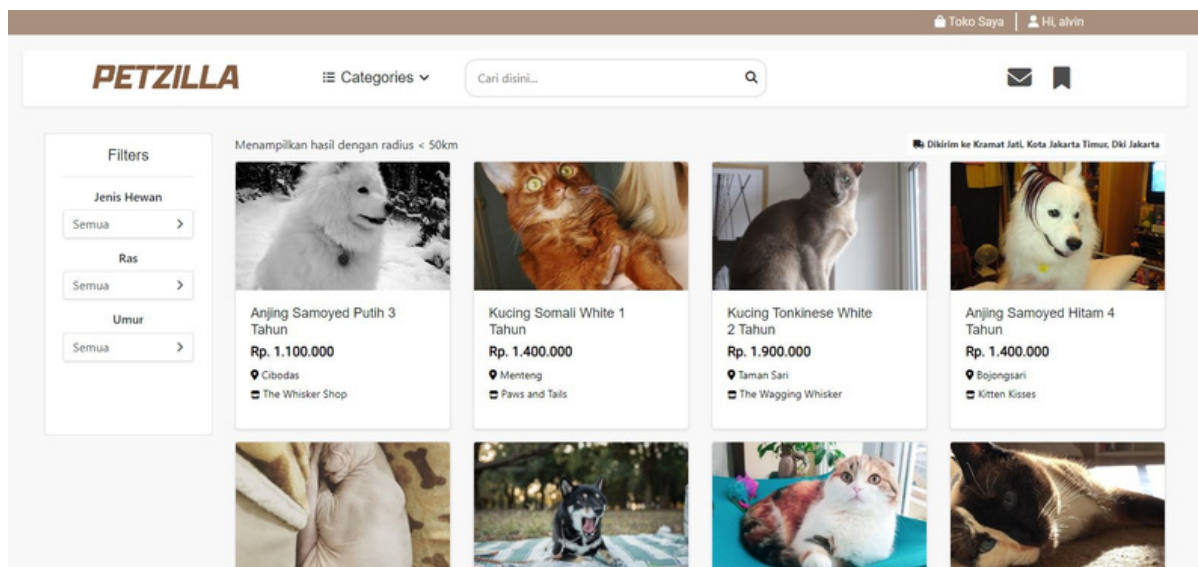 Toko Saya
Hi, alvin
PETZILLA
Categories
Cari disini...
Filters
Jenis Hewan
Semua
Ras
Semua
Umur
Semua
Menampilkan hasil dengan radius < 50km
Dikirim ke Kramat Jati, Kota Jakarta Timur, Dki Jakarta
Anjing Samoyed Putih 3
Tahun
Rp. 1.100.000
Cibodas
The Whisker Shop
Kucing Somali White 1
Tahun
Rp. 1.400.000
Menteng
Paws and Tails
Kucing Tonkinese White
2 Tahun
Rp. 1.900.000
Taman Sari
The Wagging Whisker
Anjing Samoyed Hitam 4
Tahun
Rp. 1.400.000
Bojongsari
Kitten Kisses